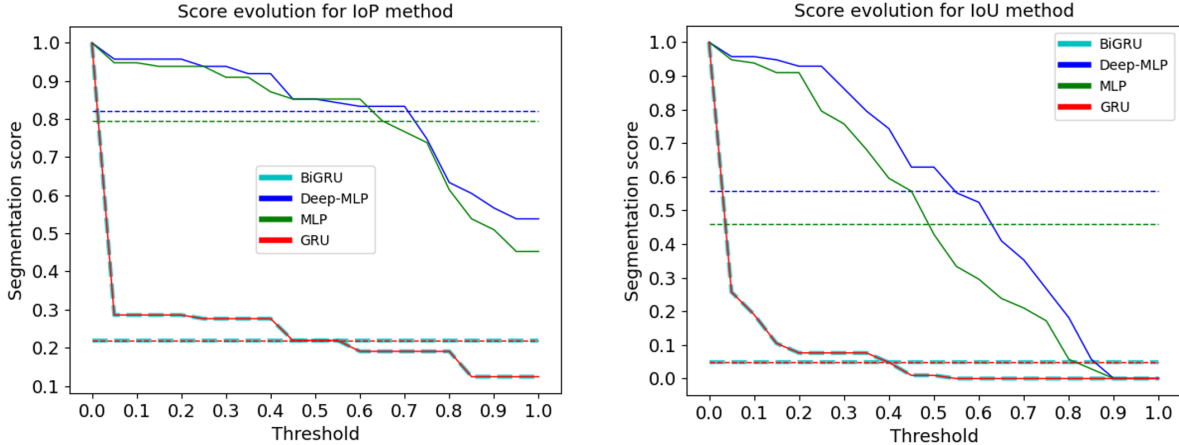 Score evolution for IoP method
Segmentation score
1.0
0.9
0.8
0.7
0.6
0.5
0.4
0.3
0.2
0.1
BiGRU
Deep-MLP
MLP
GRU
0.0 0.1 0.2 0.3 0.4 0.5 0.6 0.7 0.8 0.9 1.0
Threshold
Score evolution for IoU method
Segmentation score
1.0
0.9
0.8
0.7
0.6
0.5
0.4
0.3
0.2
0.1
0.0
BiGRU
Deep-MLP
MLP
GRU
0.0 0.1 0.2 0.3 0.4 0.5 0.6 0.7 0.8 0.9 1.0
Threshold